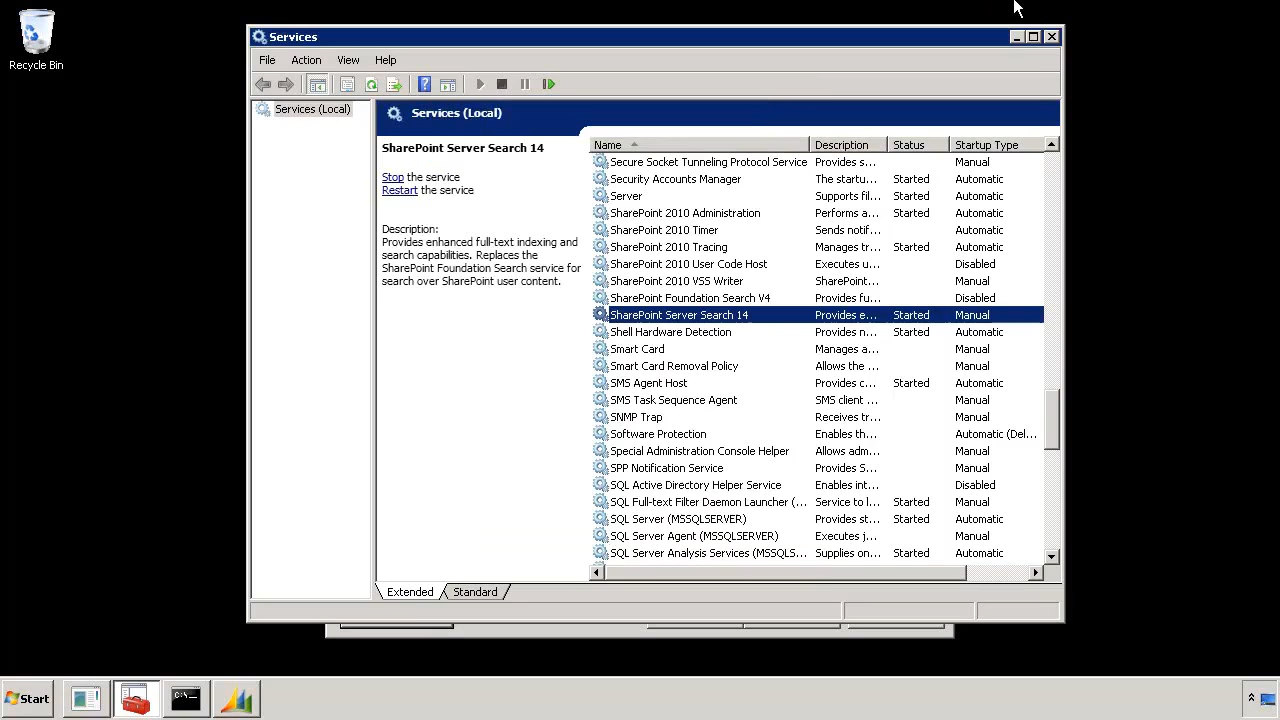 Recycle Bin
Services
File Action View Help
Services (Local)
Services (Local)
SharePoint Server Search 14
Stop the service
Restart the service
Description:
Provides enhanced full-text indexing and
search capabilities. Replaces the
SharePoint Foundation Search service for
search over SharePoint user content.
Name Description Status Startup Type
Secure Socket Tunneling Protocol Service Provides s... Manual
Security Accounts Manager The startu... Started Automatic
Server Supports fil... Started Automatic
SharePoint 2010 Administration Performs a... Started Automatic
SharePoint 2010 Timer Sends notif... Automatic
SharePoint 2010 Tracing Manages tr... Started Automatic
SharePoint 2010 User Code Host Executes u... Disabled
SharePoint 2010 VSS Writer SharePoint... Manual
SharePoint Foundation Search V4 Provides fu... Disabled
SharePoint Server Search 14 Provides e... Started Manual
Shell Hardware Detection Provides n... Started Automatic
Smart Card Manages a... Manual
Smart Card Removal Policy Allows the ... Manual
SMS Agent Host Provides c... Started Automatic
SMS Task Sequence Agent SMS client ... Manual
SNMP Trap Receives tr... Manual
Software Protection Enables th... Automatic (Del...
Special Administration Console Helper Allows adm... Manual
SPP Notification Service Provides S... Manual
SQL Active Directory Helper Service Enables int... Disabled
SQL Full-text Filter Daemon Launcher (... Service to l... Started Manual
SQL Server (MSSQLSERVER) Provides st... Started Automatic
SQL Server Agent (MSSQLSERVER) Executes j... Manual
SQL Server Analysis Services (MSSQLS... Supplies on... Started Automatic
Extended Standard
Start